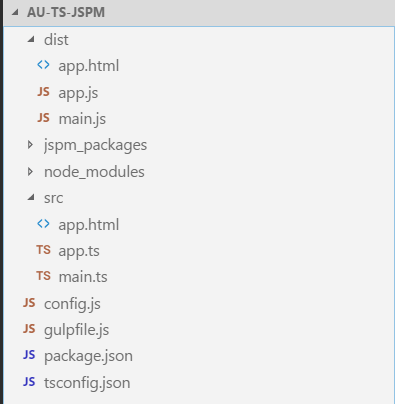 AU-TS-JSPM
dist
<> app.html
JS app.js
JS main.js
jspm_packages
node_modules
src
<> app.html
TS app.ts
TS main.ts
JS config.js
JS gulpfile.js
JS package.json
JS tsconfig.json